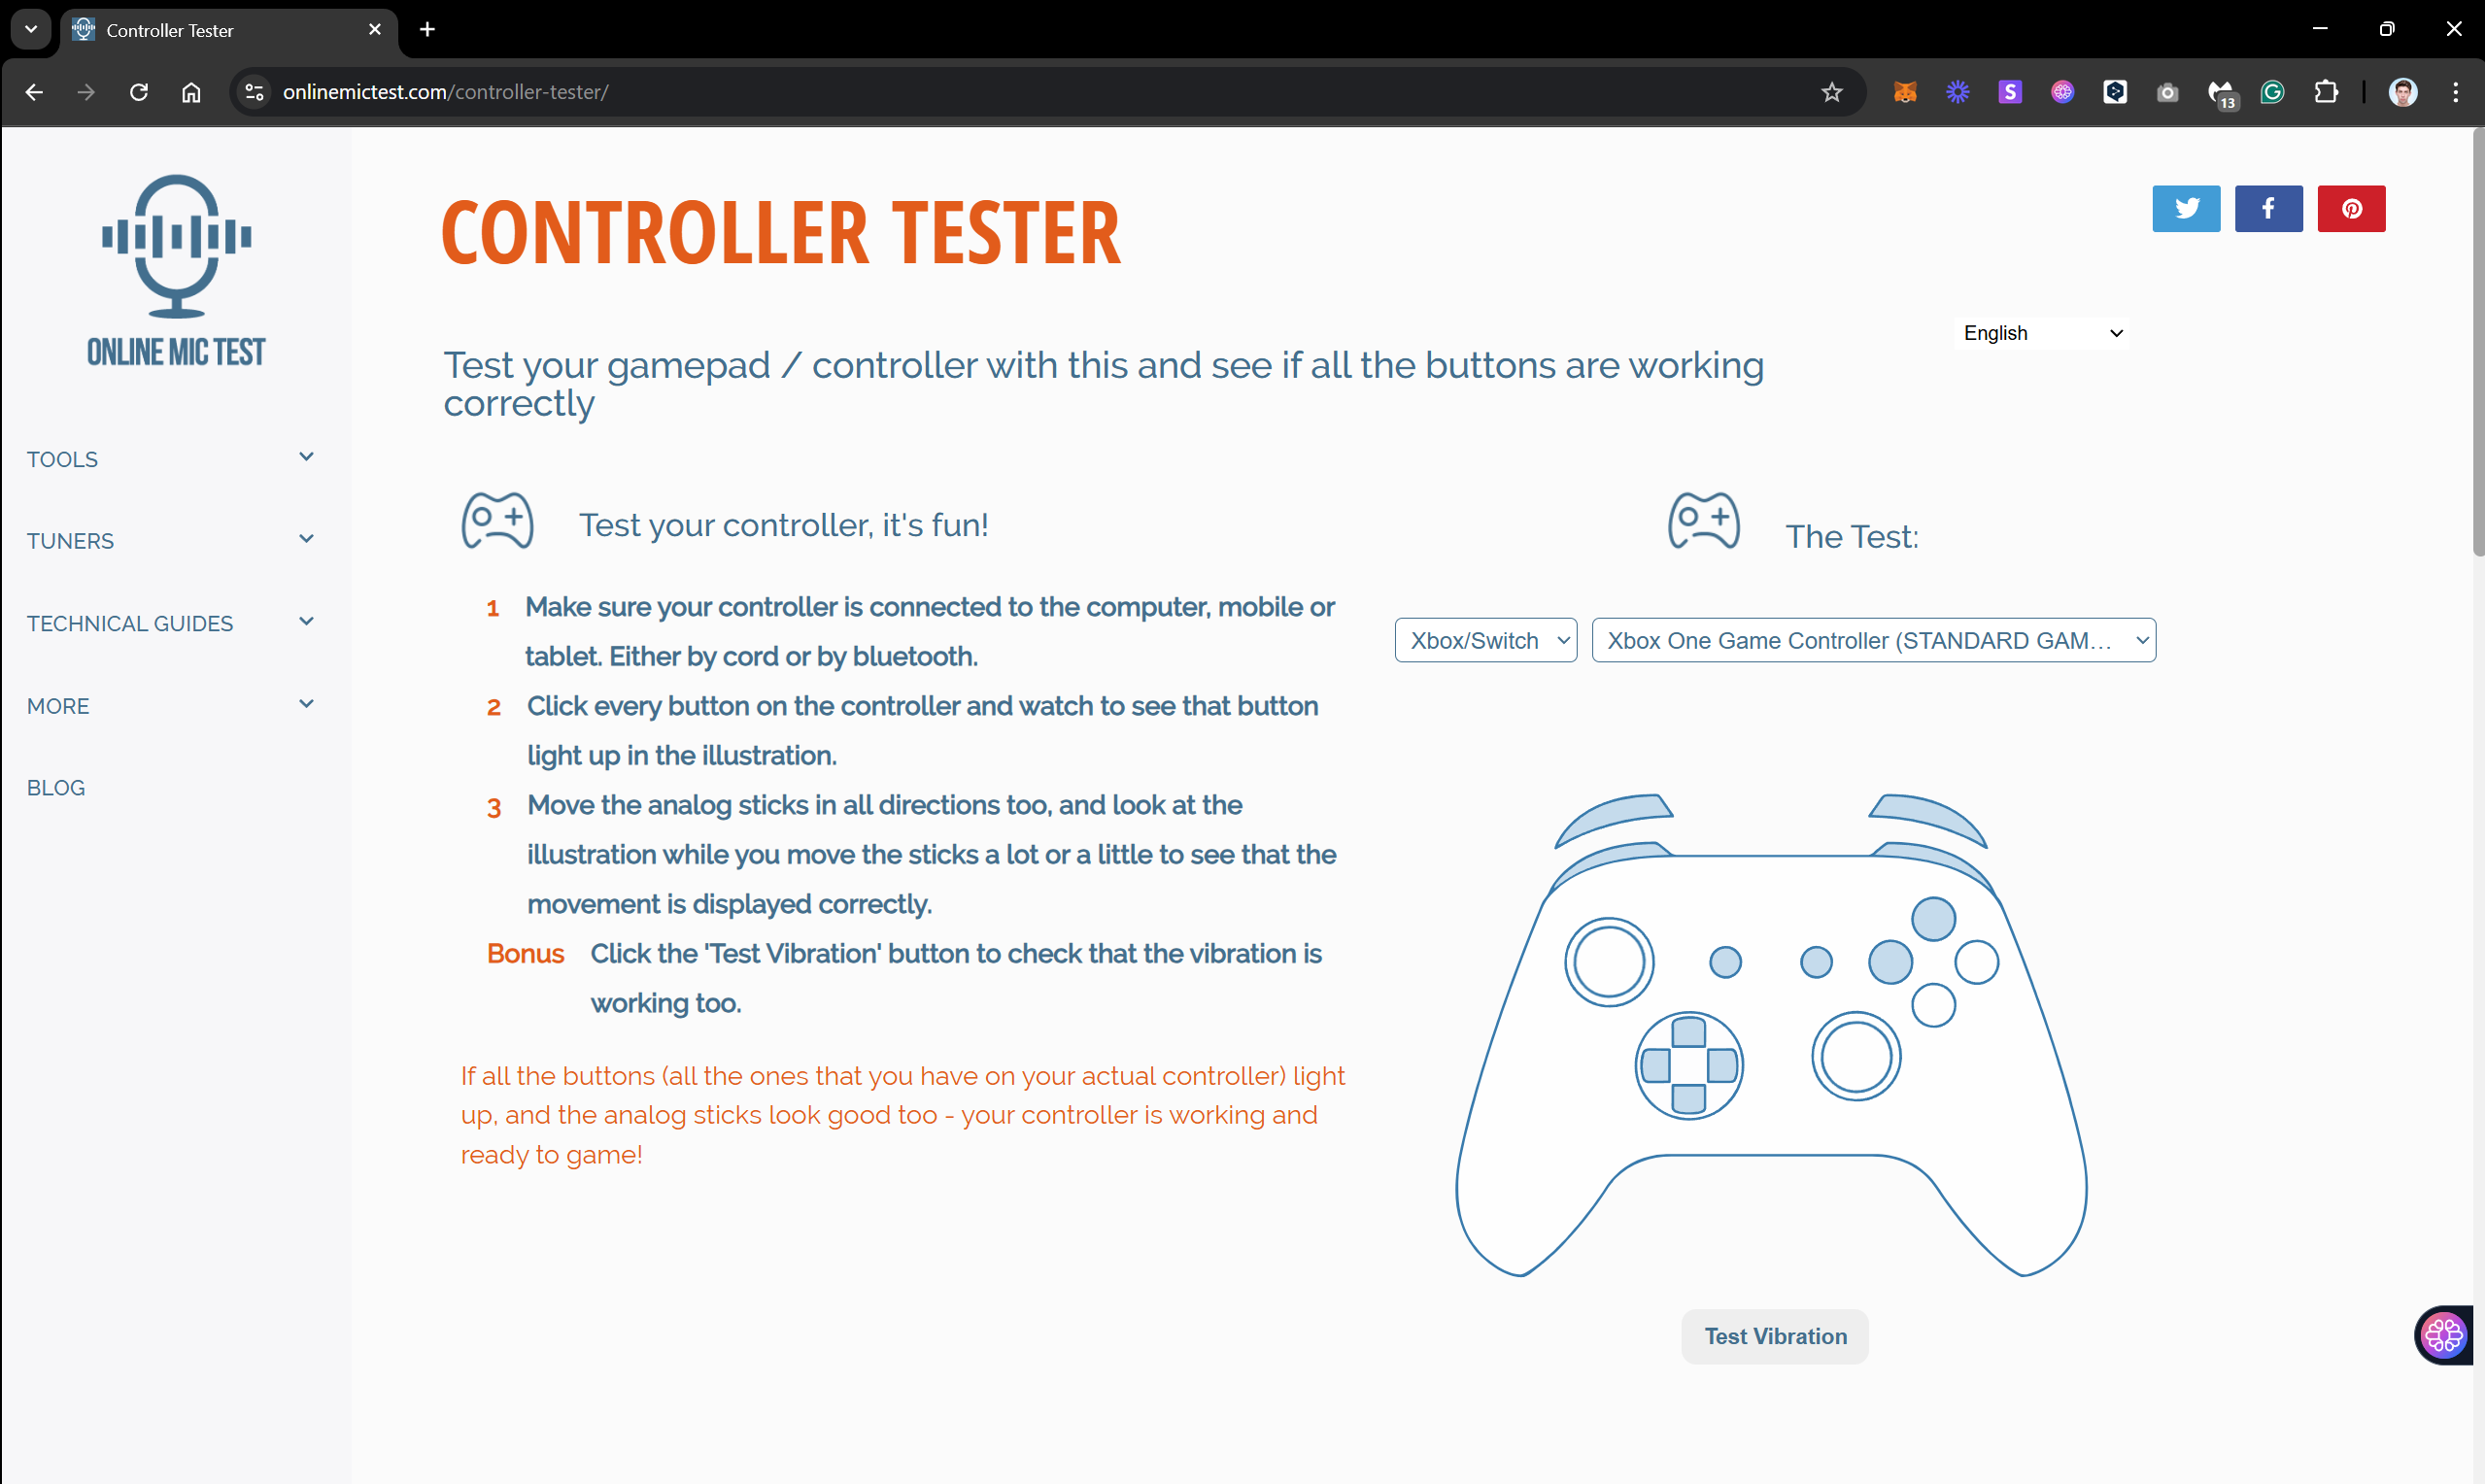 Controller Tester
onlinemictest.com/controller-tester/
13
ONLINE MIC TEST
TOOLS
TUNERS
TECHNICAL GUIDES
MORE
BLOG
CONTROLLER TESTER
English
Test your gamepad / controller with this and see if all the buttons are working
correctly
Test your controller, it's fun!
1 Make sure your controller is connected to the computer, mobile or
tablet. Either by cord or by bluetooth.
2 Click every button on the controller and watch to see that button
light up in the illustration.
3 Move the analog sticks in all directions too, and look at the
illustration while you move the sticks a lot or a little to see that the
movement is displayed correctly.
Bonus Click the 'Test Vibration' button to check that the vibration is
working too.
If all the buttons (all the ones that you have on your actual controller) light
up, and the analog sticks look good too - your controller is working and
ready to game!
The Test:
Xbox/Switch
Xbox One Game Controller (STANDARD GAM...
Test Vibration